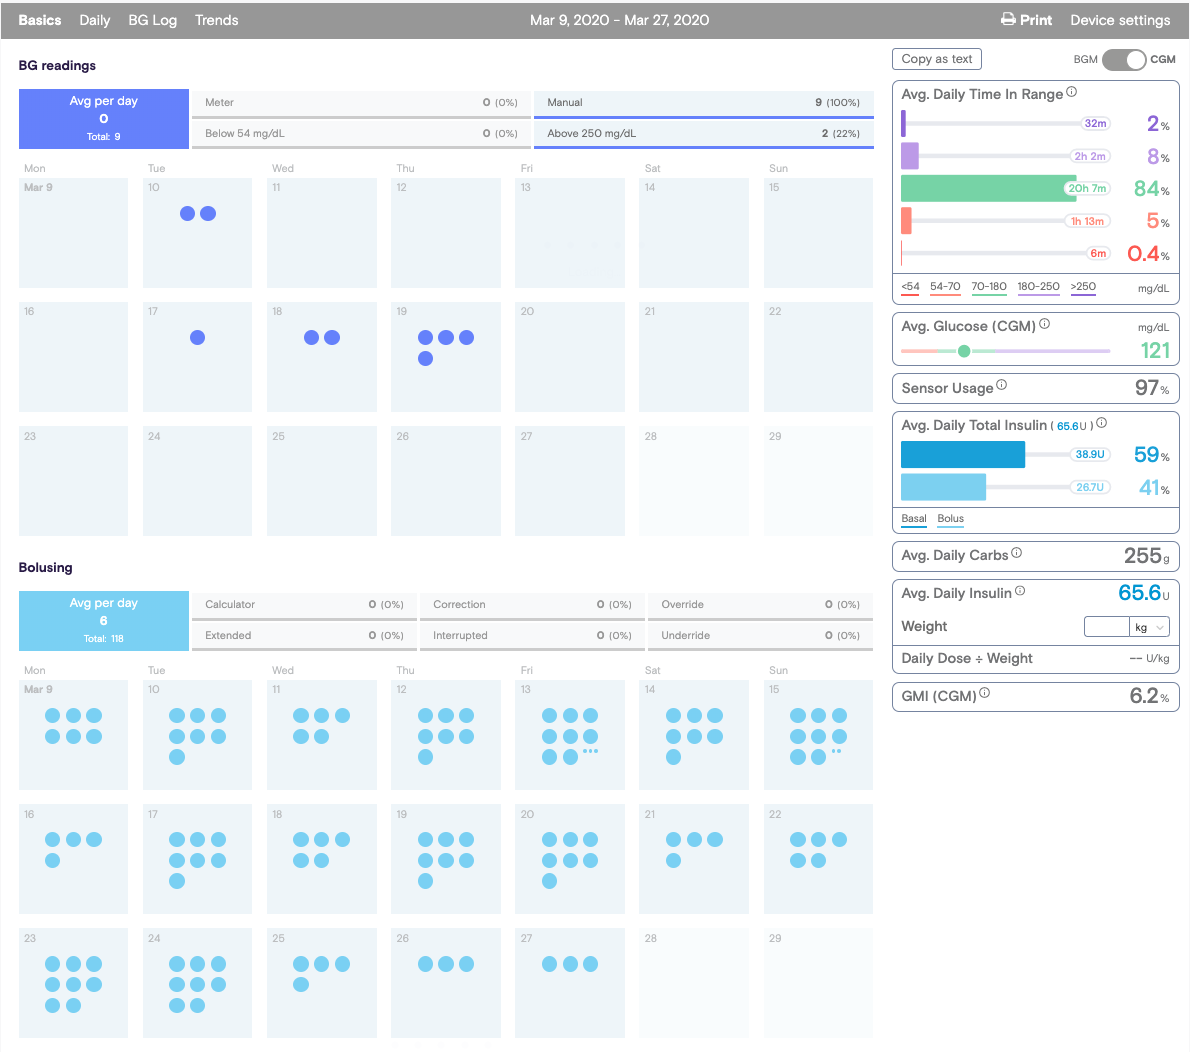 Basics Daily BG Log Trends Mar 9, 2020 - Mar 27, 2020 Print Device settings
BG readings
Avg per day
0
Total: 9
Meter 0 (0%)
Manual 9 (100%)
Below 54 mg/dL 0 (0%)
Above 250 mg/dL 2 (22%)
Mon Tue Wed Thu Fri Sat Sun
Mar 9 10 11 12 13 14 15
16 17 18 19 20 21 22
23 24 25 26 27 28 29
Bolusing
Avg per day
6
Total: 118
Calculator 0 (0%)
Correction 0 (0%)
Override 0 (0%)
Extended 0 (0%)
Interrupted 0 (0%)
Underride 0 (0%)
Mon Tue Wed Thu Fri Sat Sun
Mar 9 10 11 12 13 14 15
16 17 18 19 20 21 22
23 24 25 26 27 28 29
Copy as text BGM CGM
Avg. Daily Time In Range
32m 2%
2h 2m 8%
20h 7m 84%
1h 13m 5%
6m 0.4%
<54 54-70 70-180 180-250 >250 mg/dL
Avg. Glucose (CGM) mg/dL
121
Sensor Usage 97%
Avg. Daily Total Insulin ( 65.6U )
38.9U 59%
26.7U 41%
Basal Bolus
Avg. Daily Carbs 255g
Avg. Daily Insulin 65.6U
Weight kg
Daily Dose ÷ Weight -- U/kg
GMI (CGM) 6.2%